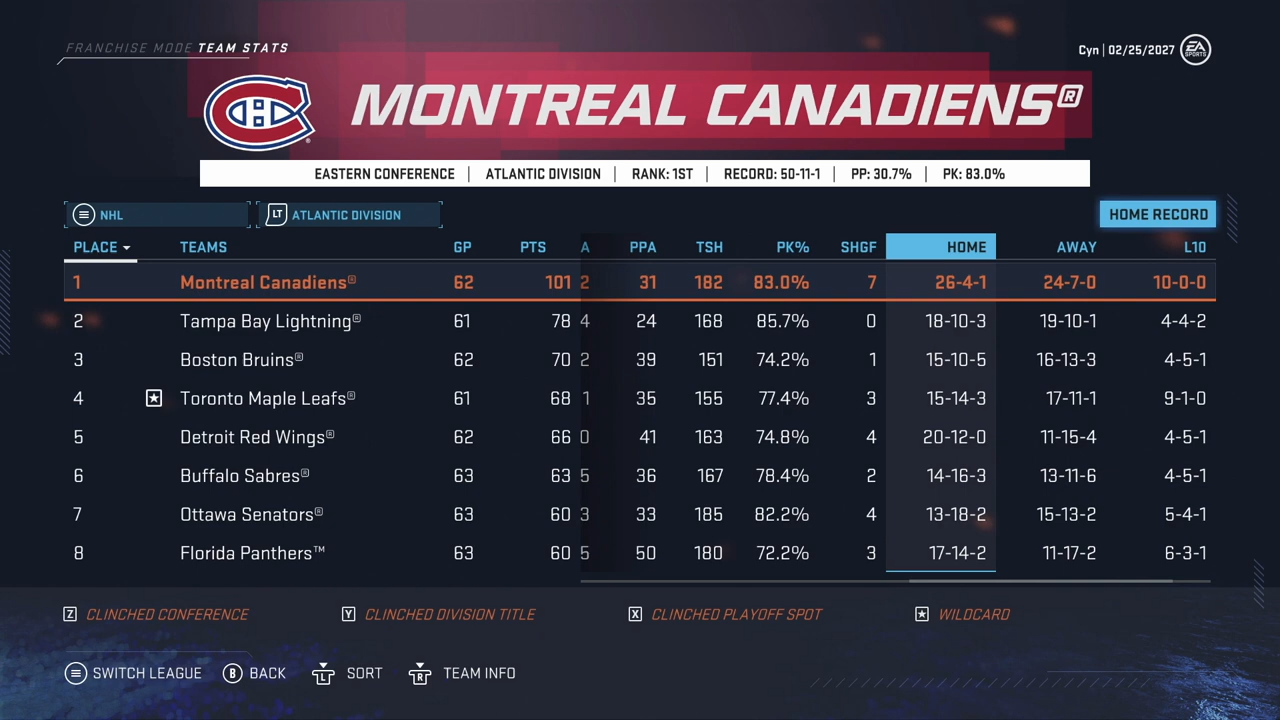 FRANCHISE MODE TEAM STATS
Cyn | 02/25/2027
EA SPORTS
MONTREAL CANADIENS®
EASTERN CONFERENCE | ATLANTIC DIVISION | RANK: 1ST | RECORD: 50-11-1 | PP: 30.7% | PK: 83.0%
NHL LT ATLANTIC DIVISION HOME RECORD
PLACE TEAMS GP PTS A PPA TSH PK% SHGF HOME AWAY L10
1 Montreal Canadiens® 62 101 2 31 182 83.0% 7 26-4-1 24-7-0 10-0-0
2 Tampa Bay Lightning® 61 78 4 24 168 85.7% 0 18-10-3 19-10-1 4-4-2
3 Boston Bruins® 62 70 2 39 151 74.2% 1 15-10-5 16-13-3 4-5-1
4 Toronto Maple Leafs® 61 68 1 35 155 77.4% 3 15-14-3 17-11-1 9-1-0
5 Detroit Red Wings® 62 66 0 41 163 74.8% 4 20-12-0 11-15-4 4-5-1
6 Buffalo Sabres® 63 63 5 36 167 78.4% 2 14-16-3 13-11-6 4-5-1
7 Ottawa Senators® 63 60 3 33 185 82.2% 4 13-18-2 15-13-2 5-4-1
8 Florida Panthers™ 63 60 5 50 180 72.2% 3 17-14-2 11-17-2 6-3-1
Z CLINCHED CONFERENCE Y CLINCHED DIVISION TITLE X CLINCHED PLAYOFF SPOT ★ WILDCARD
SWITCH LEAGUE B BACK L SORT R TEAM INFO